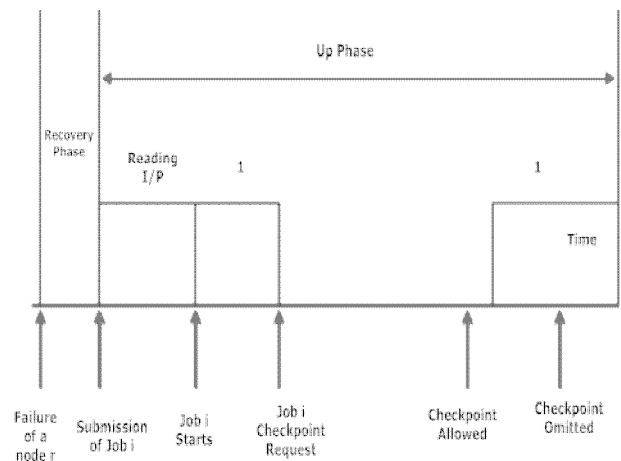 Up Phase
Recovery
Phase
Reading
I/P
1
1
Time
Failure
of a
node r
Submission
of Job i
Job i
Starts
Job i
Checkpoint
Request
Checkpoint
Allowed
Checkpoint
Omitted